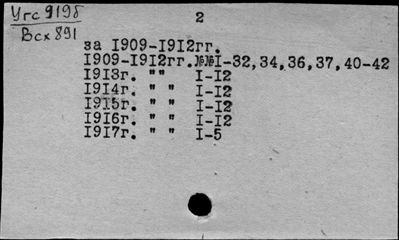 Угс 9198
Всх 891
2
за 1909-1912гг.
1909-1912гг.№№1-32,34,36,37,40-42
1913г. " " 1-12
1914г. " " 1-12
1915г. " " 1-12
1916г. " " 1-12
1917г. " " 1-5